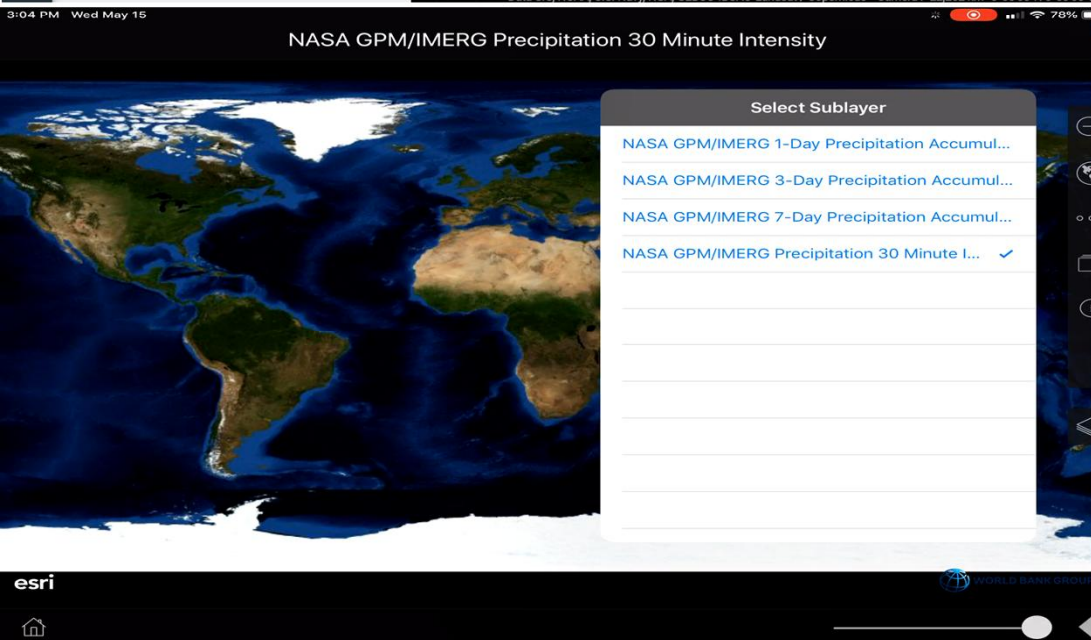 3:04 PM Wed May 15
78%
NASA GPM/IMERG Precipitation 30 Minute Intensity
Select Sublayer
NASA GPM/IMERG 1-Day Precipitation Accumul...
NASA GPM/IMERG 3-Day Precipitation Accumul...
NASA GPM/IMERG 7-Day Precipitation Accumul...
NASA GPM/IMERG Precipitation 30 Minute I...
esri
WORLD BANK GROUP